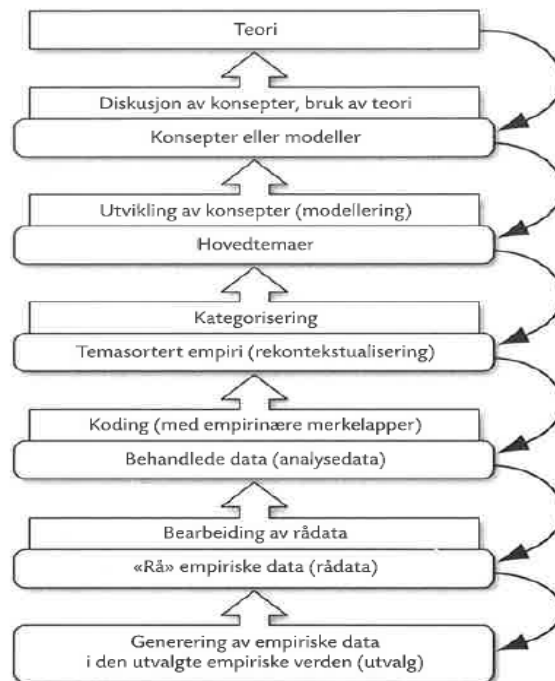 Teori
Diskusjon av konsepter, bruk av teori
Konsepter eller modeller
Utvikling av konsepter (modellering)
Hovedtemaer
Kategorisering
Temasortert empiri (rekontekstualisering)
Koding (med empirinære merkelapper)
Behandlede data (analysedata)
Bearbeiding av rådata
«Rå» empiriske data (rådata)
Generering av empiriske data
i den utvalgte empiriske verden (utvalg)